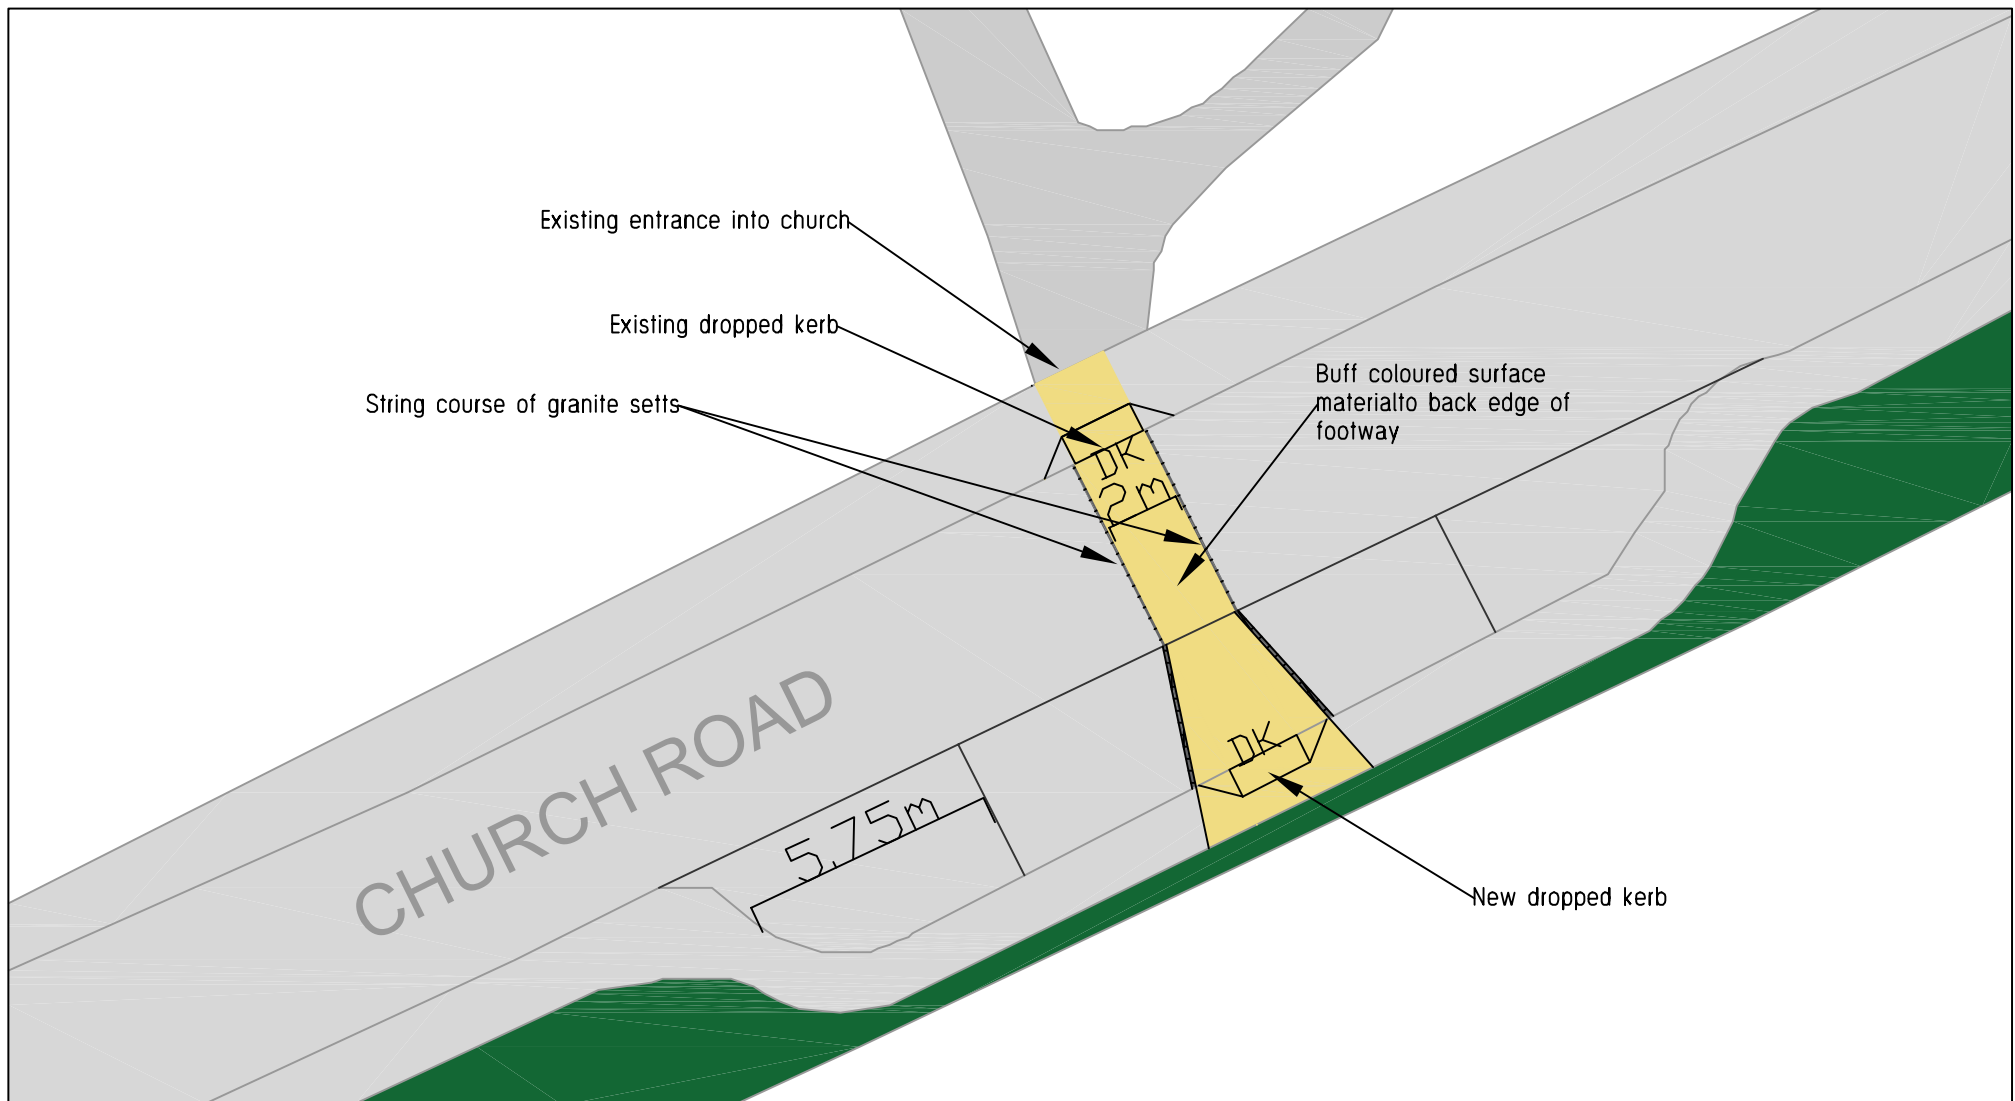 Existing entrance into church
Existing dropped kerb
String course of granite setts
Buff coloured surface
materialto back edge of
footway
DK
2m
CHURCH ROAD
DK
5.75m
New dropped kerb